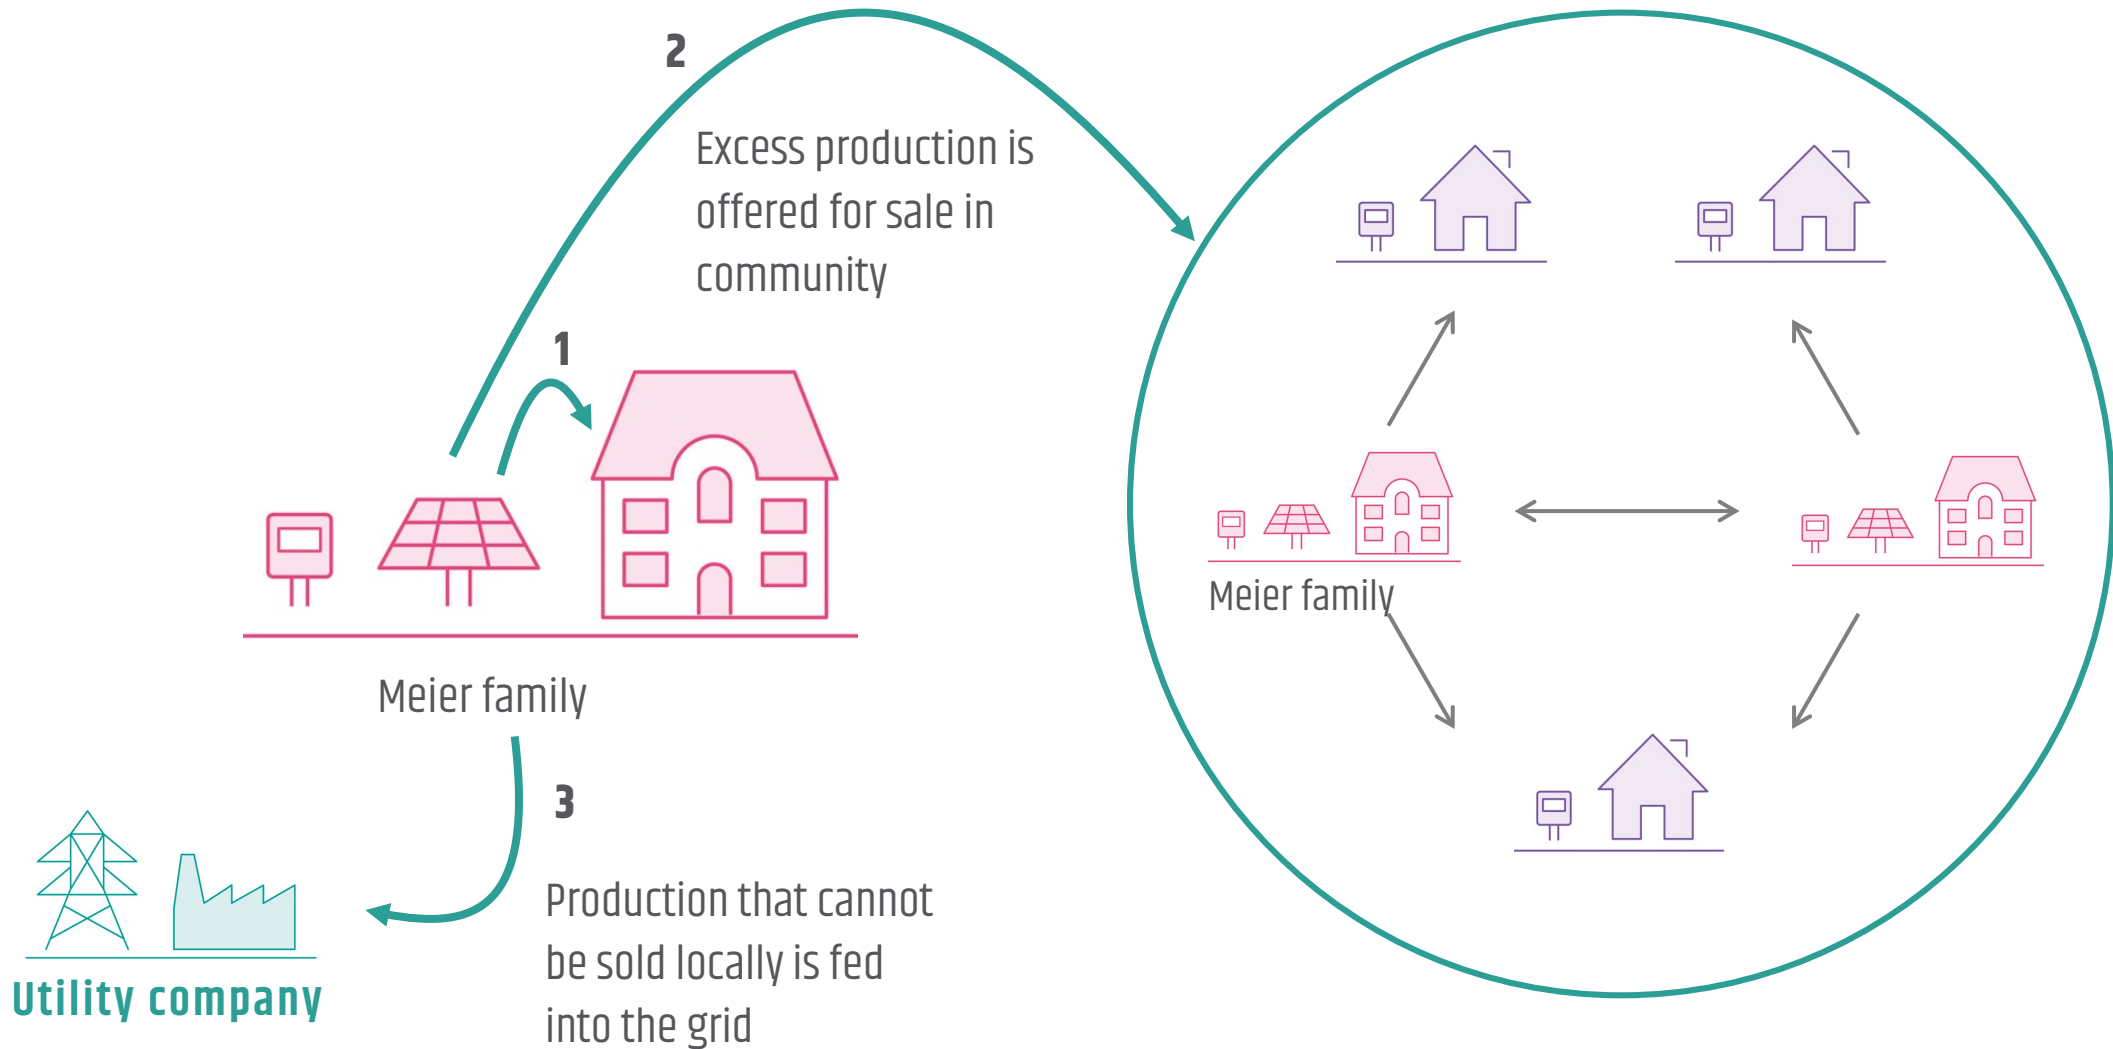 2
Excess production is
offered for sale in
community
1
Meier family
Meier family
3
Production that cannot
be sold locally is fed
into the grid
Utility company